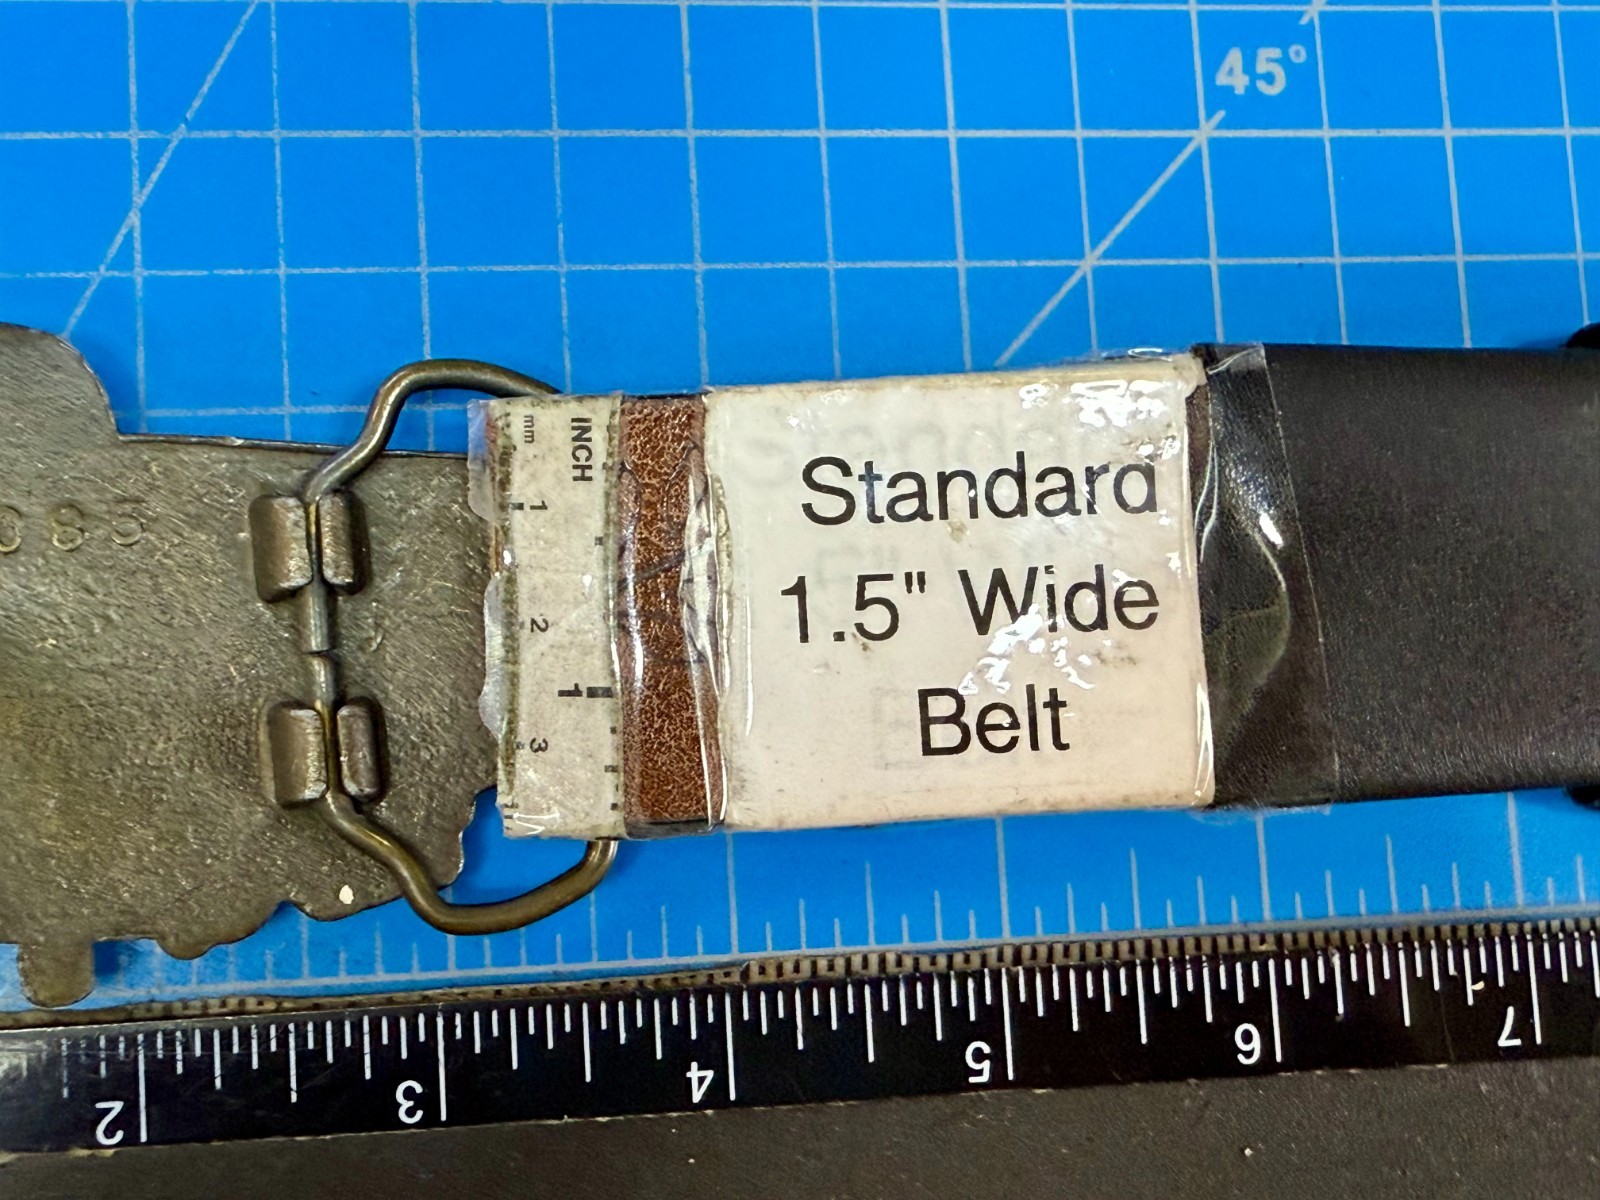 45°
Standard
1.5" Wide
Belt
INCH
mm
1
2
3
1
2 3 4 5 6 7